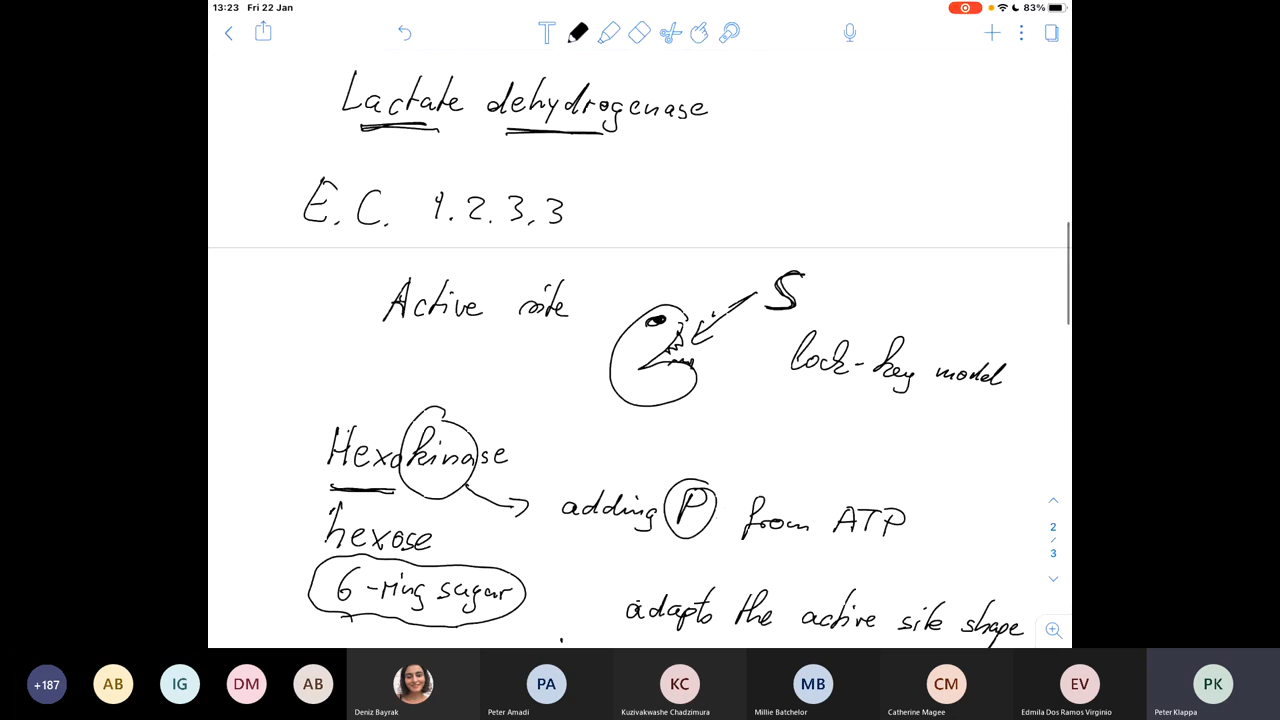 13:23 Fri 22 Jan
83%
T
Lactate dehydrogenase
E.C. 1.2.3.3
Active site
S
lock-key model
Hexokinase
adding P from ATP
hexose
6-ring sugar
adapts the active site shape
2
/
3
+187
AB
IG
DM
AB
Deniz Bayrak
PA
Peter Amadi
KC
Kuzivakwashe Chadzimura
MB
Millie Batchelor
CM
Catherine Magee
EV
Edmila Dos Ramos Virginio
PK
Peter Klappa